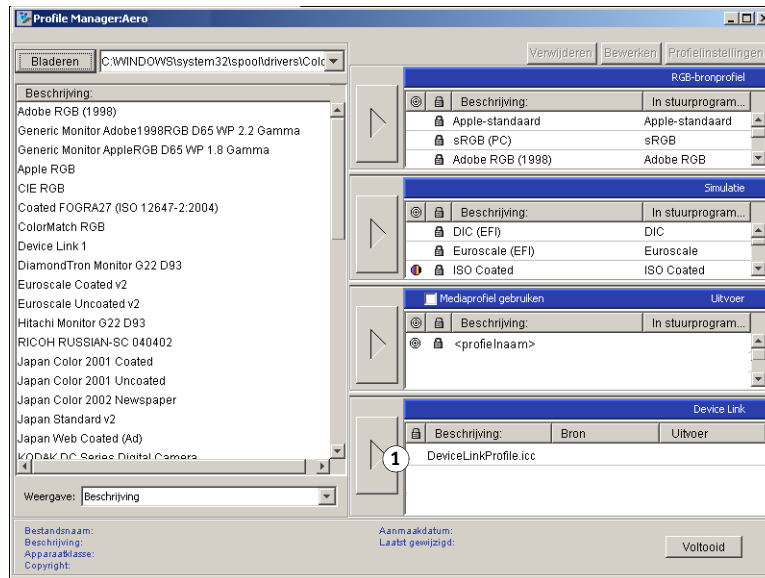 Profile Manager:Aero
Bladeren
C:\WINDOWS\system32\spool\drivers\Colc
Verwijderen
Bewerken
Profielinstellingen
Beschrijving:
Adobe RGB (1998)
Generic Monitor Adobe1998RGB D65 WP 2.2 Gamma
Generic Monitor AppleRGB D65 WP 1.8 Gamma
Apple RGB
CIE RGB
Coated FOGRA27 (ISO 12647-2:2004)
ColorMatch RGB
Device Link 1
DiamondTron Monitor G22 D93
Euroscale Coated v2
Euroscale Uncoated v2
Hitachi Monitor G22 D93
RICOH RUSSIAN-SC 040402
Japan Color 2001 Coated
Japan Color 2001 Uncoated
Japan Color 2002 Newspaper
Japan Standard v2
Japan Web Coated (Ad)
KODAK DC Series Digital Camera
Weergave: Beschrijving
RGB-bronprofiel
Beschrijving: In stuurprogram...
Apple-standaard Apple-standaard
sRGB (PC) sRGB
Adobe RGB (1998) Adobe RGB
Simulatie
Beschrijving: In stuurprogram...
DIC (EFI) DIC
Euroscale (EFI) Euroscale
ISO Coated ISO Coated
Mediaprofiel gebruiken Uitvoer
Beschrijving: In stuurprogram...
<profielnaam>
Device Link
Beschrijving: Bron Uitvoer
1
DeviceLinkProfile.icc
Bestandsnaam:
Beschrijving:
Apparaatklasse:
Copyright:
Aanmaakdatum:
Laatst gewijzigd:
Voltooid